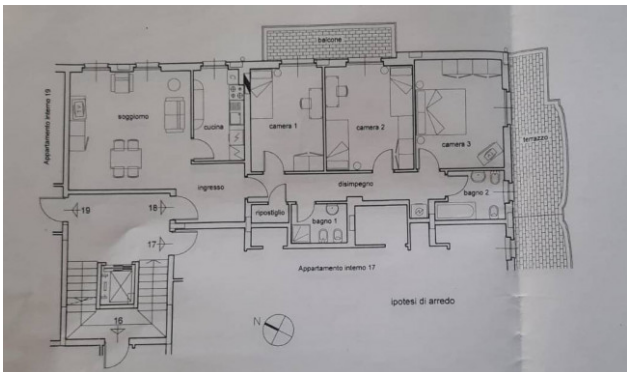 balcone
Appartamento interno 19
soggiorno
cucina
camera 1
camera 2
camera 3
terrazzo
ingresso
disimpegno
bagno 2
ripostiglio
bagno 1
19
18
17
Appartamento interno 17
16
N
ipotesi di arredo